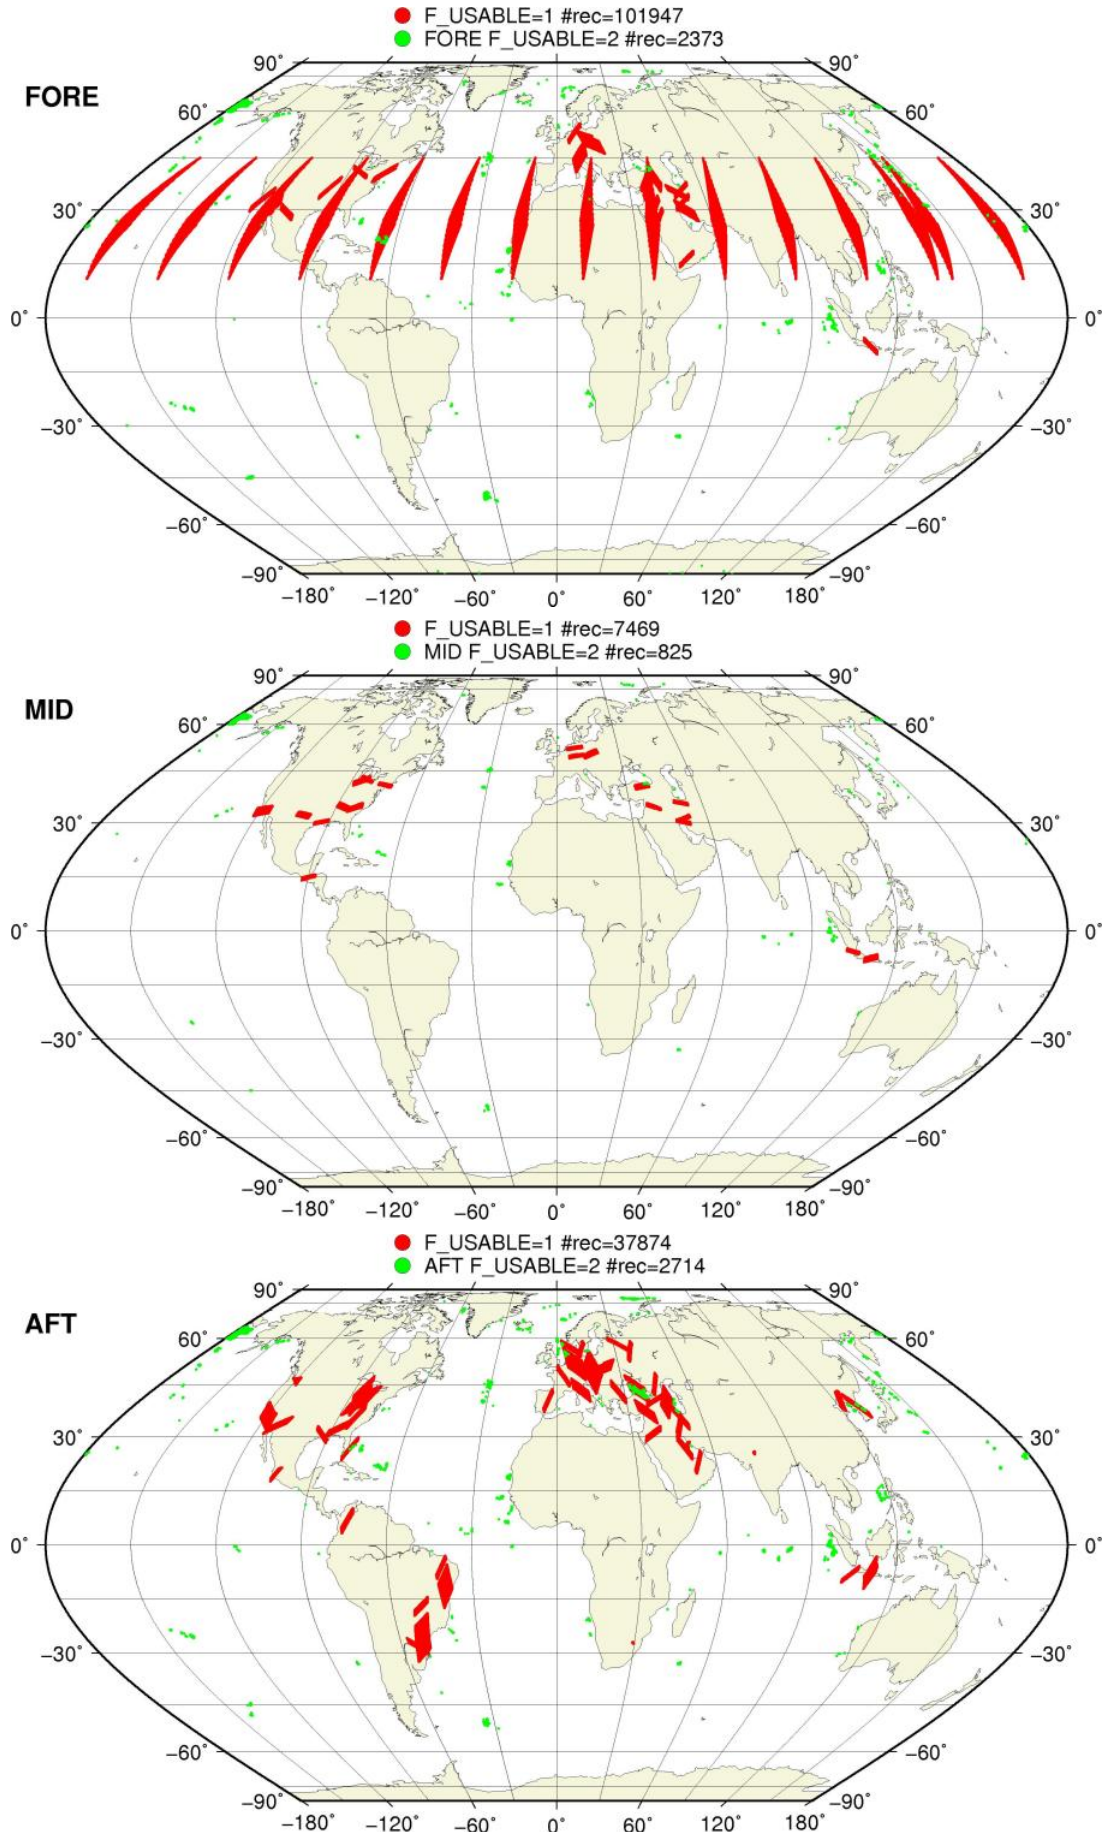 F_USABLE=1 #rec=101947
FORE F_USABLE=2 #rec=2373
FORE
90° 90°
60° 60°
30° 30°
0° 0°
−30° −30°
−60° −60°
−90° −90°
−180° −120° −60° 0° 60° 120° 180°
F_USABLE=1 #rec=7469
MID F_USABLE=2 #rec=825
MID
90° 90°
60° 60°
30° 30°
0° 0°
−30° −30°
−60° −60°
−90° −90°
−180° −120° −60° 0° 60° 120° 180°
F_USABLE=1 #rec=37874
AFT F_USABLE=2 #rec=2714
AFT
90° 90°
60° 60°
30° 30°
0° 0°
−30° −30°
−60° −60°
−90° −90°
−180° −120° −60° 0° 60° 120° 180°